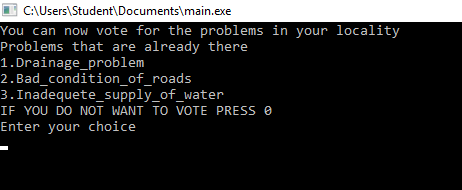 C:\Users\Student\Documents\main.exe
You can now vote for the problems in your locality
Problems that are already there
1.Drainage_problem
2.Bad_condition_of_roads
3.Inadequete_supply_of_water
IF YOU DO NOT WANT TO VOTE PRESS 0
Enter your choice